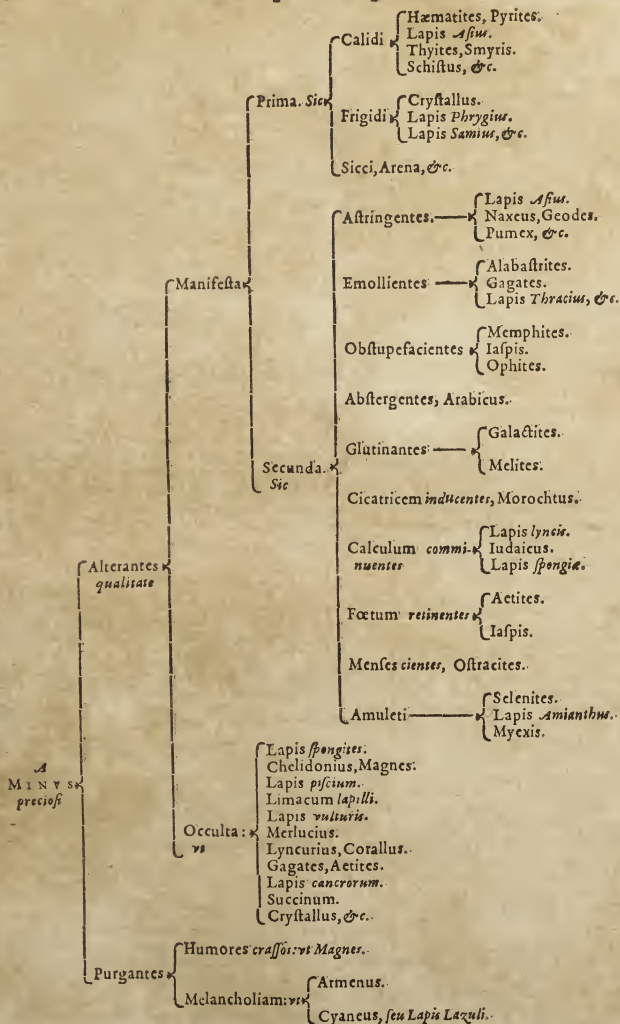 Hæmatites, Pyrites.
Calidi
Lapis Aſius.
Thyites, Smyris.
Schiſtus, &c.
Prima. Sic
Cryſtallus.
Frigidi
Lapis Phrygius.
Lapis Samius, &c.
Sicci, Arena, &c.
Lapis Aſius.
Aſtringentes.
Naxeus, Geodes.
Pumex, &c.
Manifeſta
Alabaſtrites.
Emollientes
Gagates.
Lapis Thracius, &c.
Memphites.
Obſtupefacientes
Iaſpis.
Ophites.
Abſtergentes, Arabicus.
Galactites.
Glutinantes
Melites.
Secunda.
Sic
Cicatricem inducentes, Morochtus.
Lapis lyncis.
Calculum commi-
nuentes
Iudaicus.
Lapis ſpongiæ.
Alterantes
qualitate
Aetites.
Fœtum retinentes
Iaſpis.
Menſes cientes, Oſtracites.
Selenites.
Amuleti
Lapis Amianthus.
Myexis.
A
MINVS
precioſi
Lapis ſpongites.
Chelidonius, Magnes.
Lapis piſcium.
Limacum lapilli.
Lapis vulturis.
Occulta:
vt
Merlucius.
Lyncurius, Corallus.
Gagates, Aetites.
Lapis cancrorum.
Succinum.
Cryſtallus, &c.
Humores craſſos: vt Magnes.
Purgantes
Armenus.
Melancholiam: vt
Cyaneus, ſeu Lapis Lazuli.